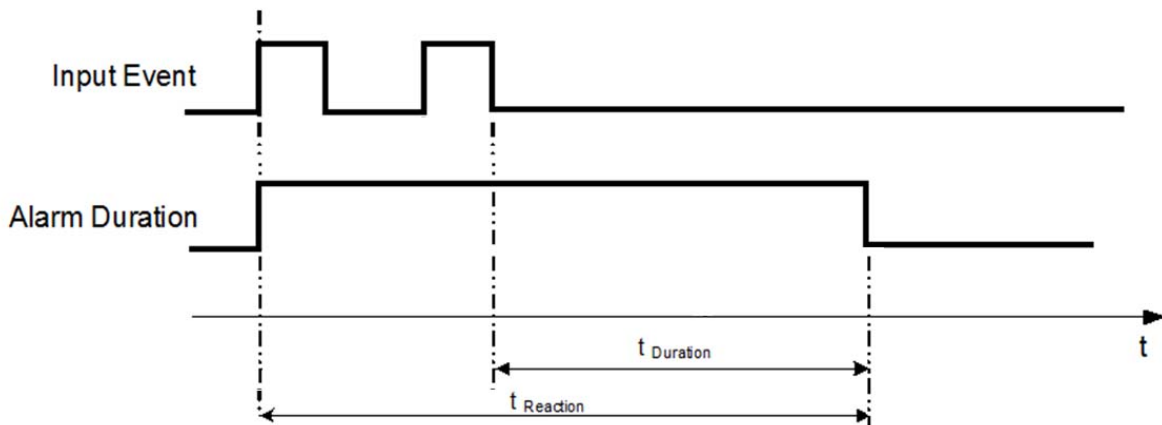 Input Event
Alarm Duration
t
t Duration
t Reaction